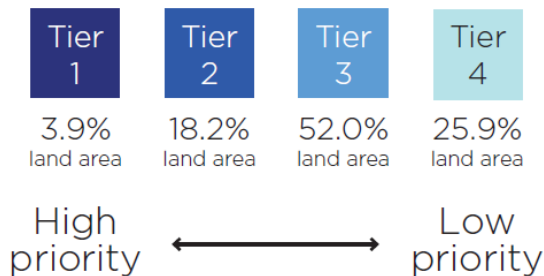 Tier 1
Tier 2
Tier 3
Tier 4
3.9% land area
18.2% land area
52.0% land area
25.9% land area
High priority
Low priority